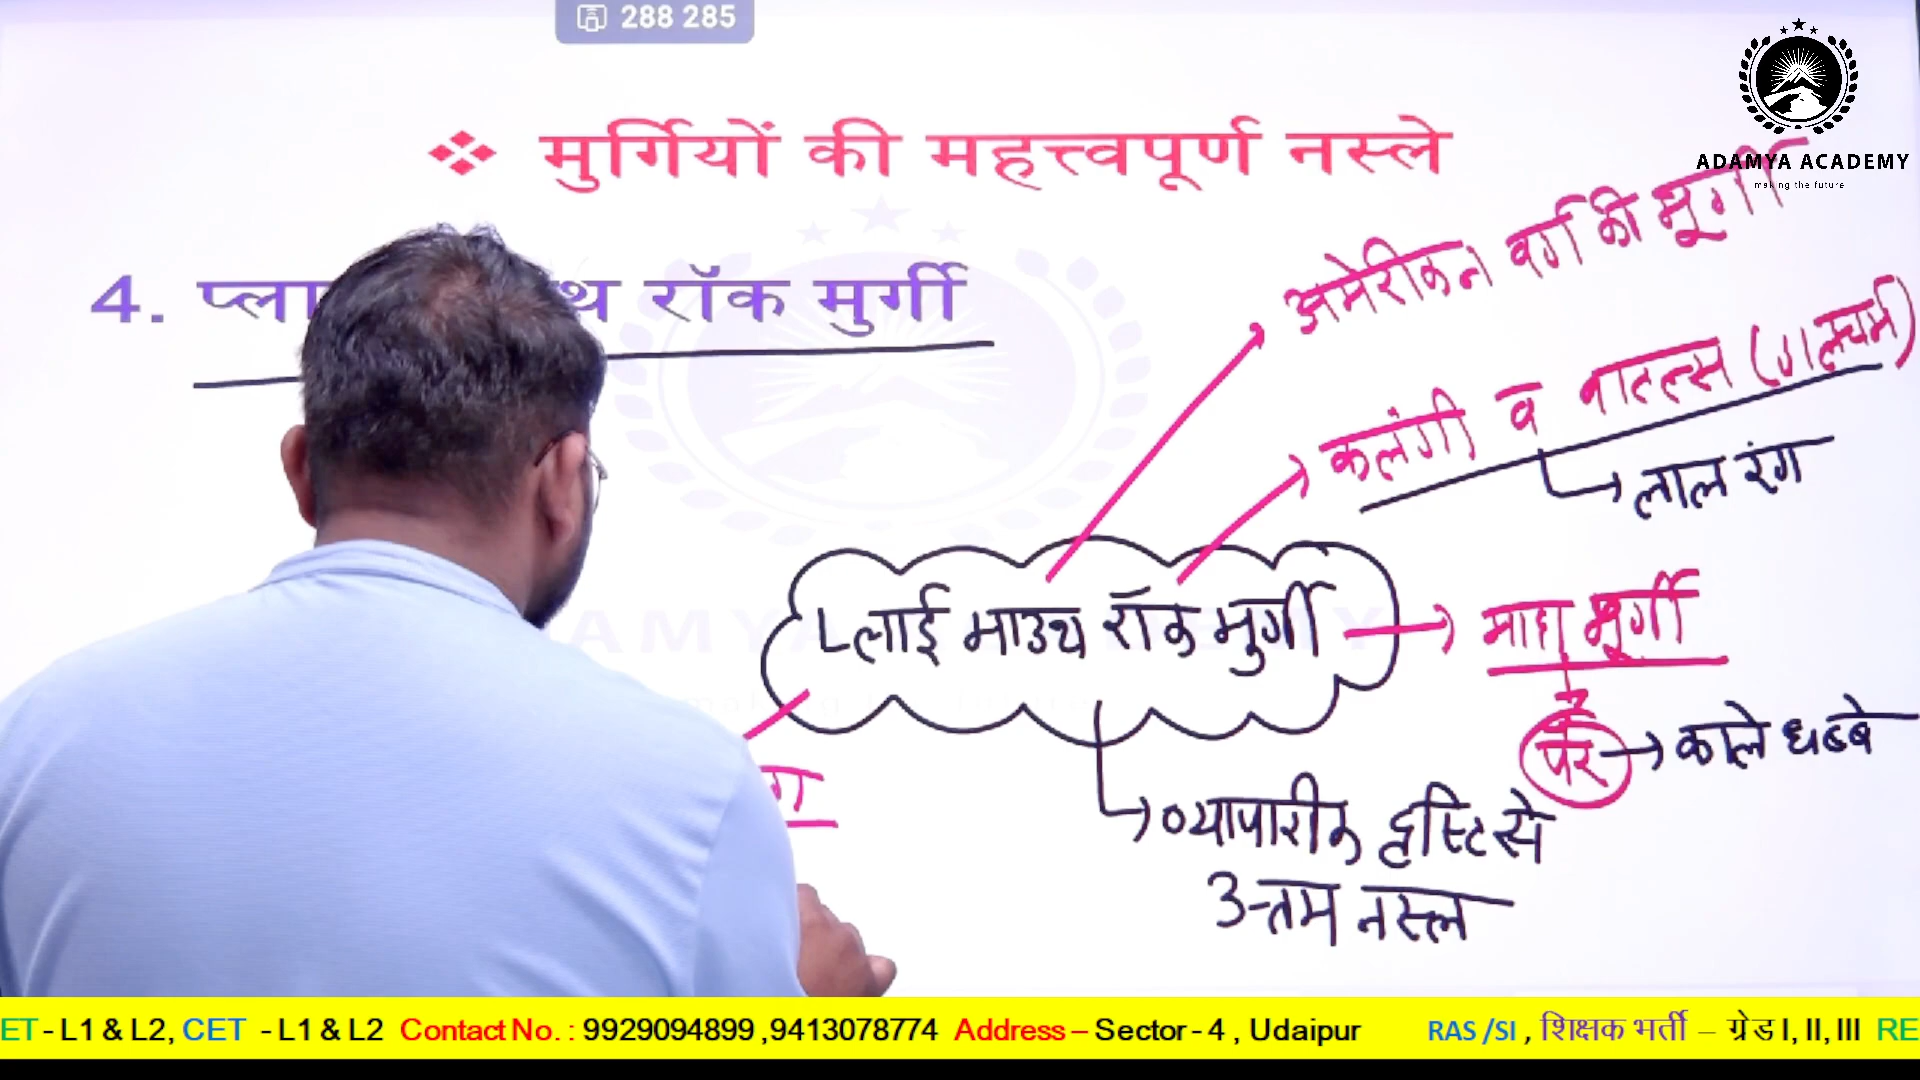 288 285
ADAMYA ACADEMY
making the future
❖ मुर्गियों की महत्त्वपूर्ण नस्ले
4. प्ला थ रॉक मुर्गी
अमेरीकन वर्ग की मूर्गी
कलंगी व वाटल्स (गलचर्म)
लाल रंग
प्लाई माउथ रॉक मुर्गी
मादा मूर्गी
पैर → काले धब्बे
ग
व्यापारीक दृस्टि से
उत्तम नस्ल
ET - L1 & L2, CET - L1 & L2 Contact No. : 9929094899 ,9413078774 Address – Sector - 4 , Udaipur RAS /SI , शिक्षक भर्ती – ग्रेड I, II, III RE